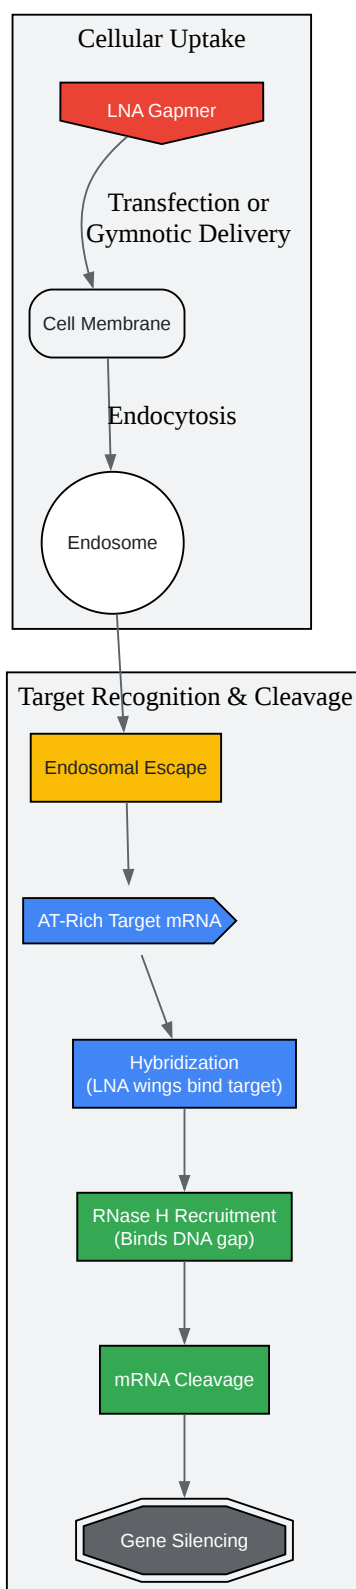 Cellular Uptake
LNA Gapmer
Transfection or
Gymnotic Delivery
Cell Membrane
Endocytosis
Endosome
Target Recognition & Cleavage
Endosomal Escape
AT-Rich Target mRNA
Hybridization
(LNA wings bind target)
RNase H Recruitment
(Binds DNA gap)
mRNA Cleavage
Gene Silencing